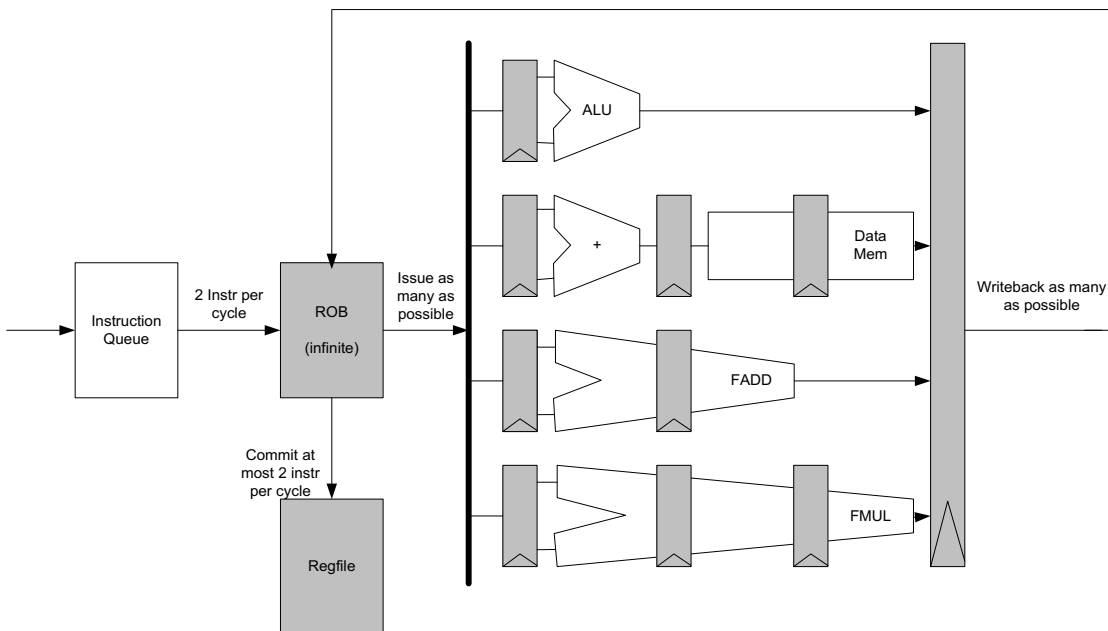 Instruction
Queue
2 Instr per
cycle
ROB
(infinite)
Issue as
many as
possible
Commit at
most 2 instr
per cycle
Regfile
ALU
+
Data
Mem
FADD
FMUL
Writeback as many
as possible